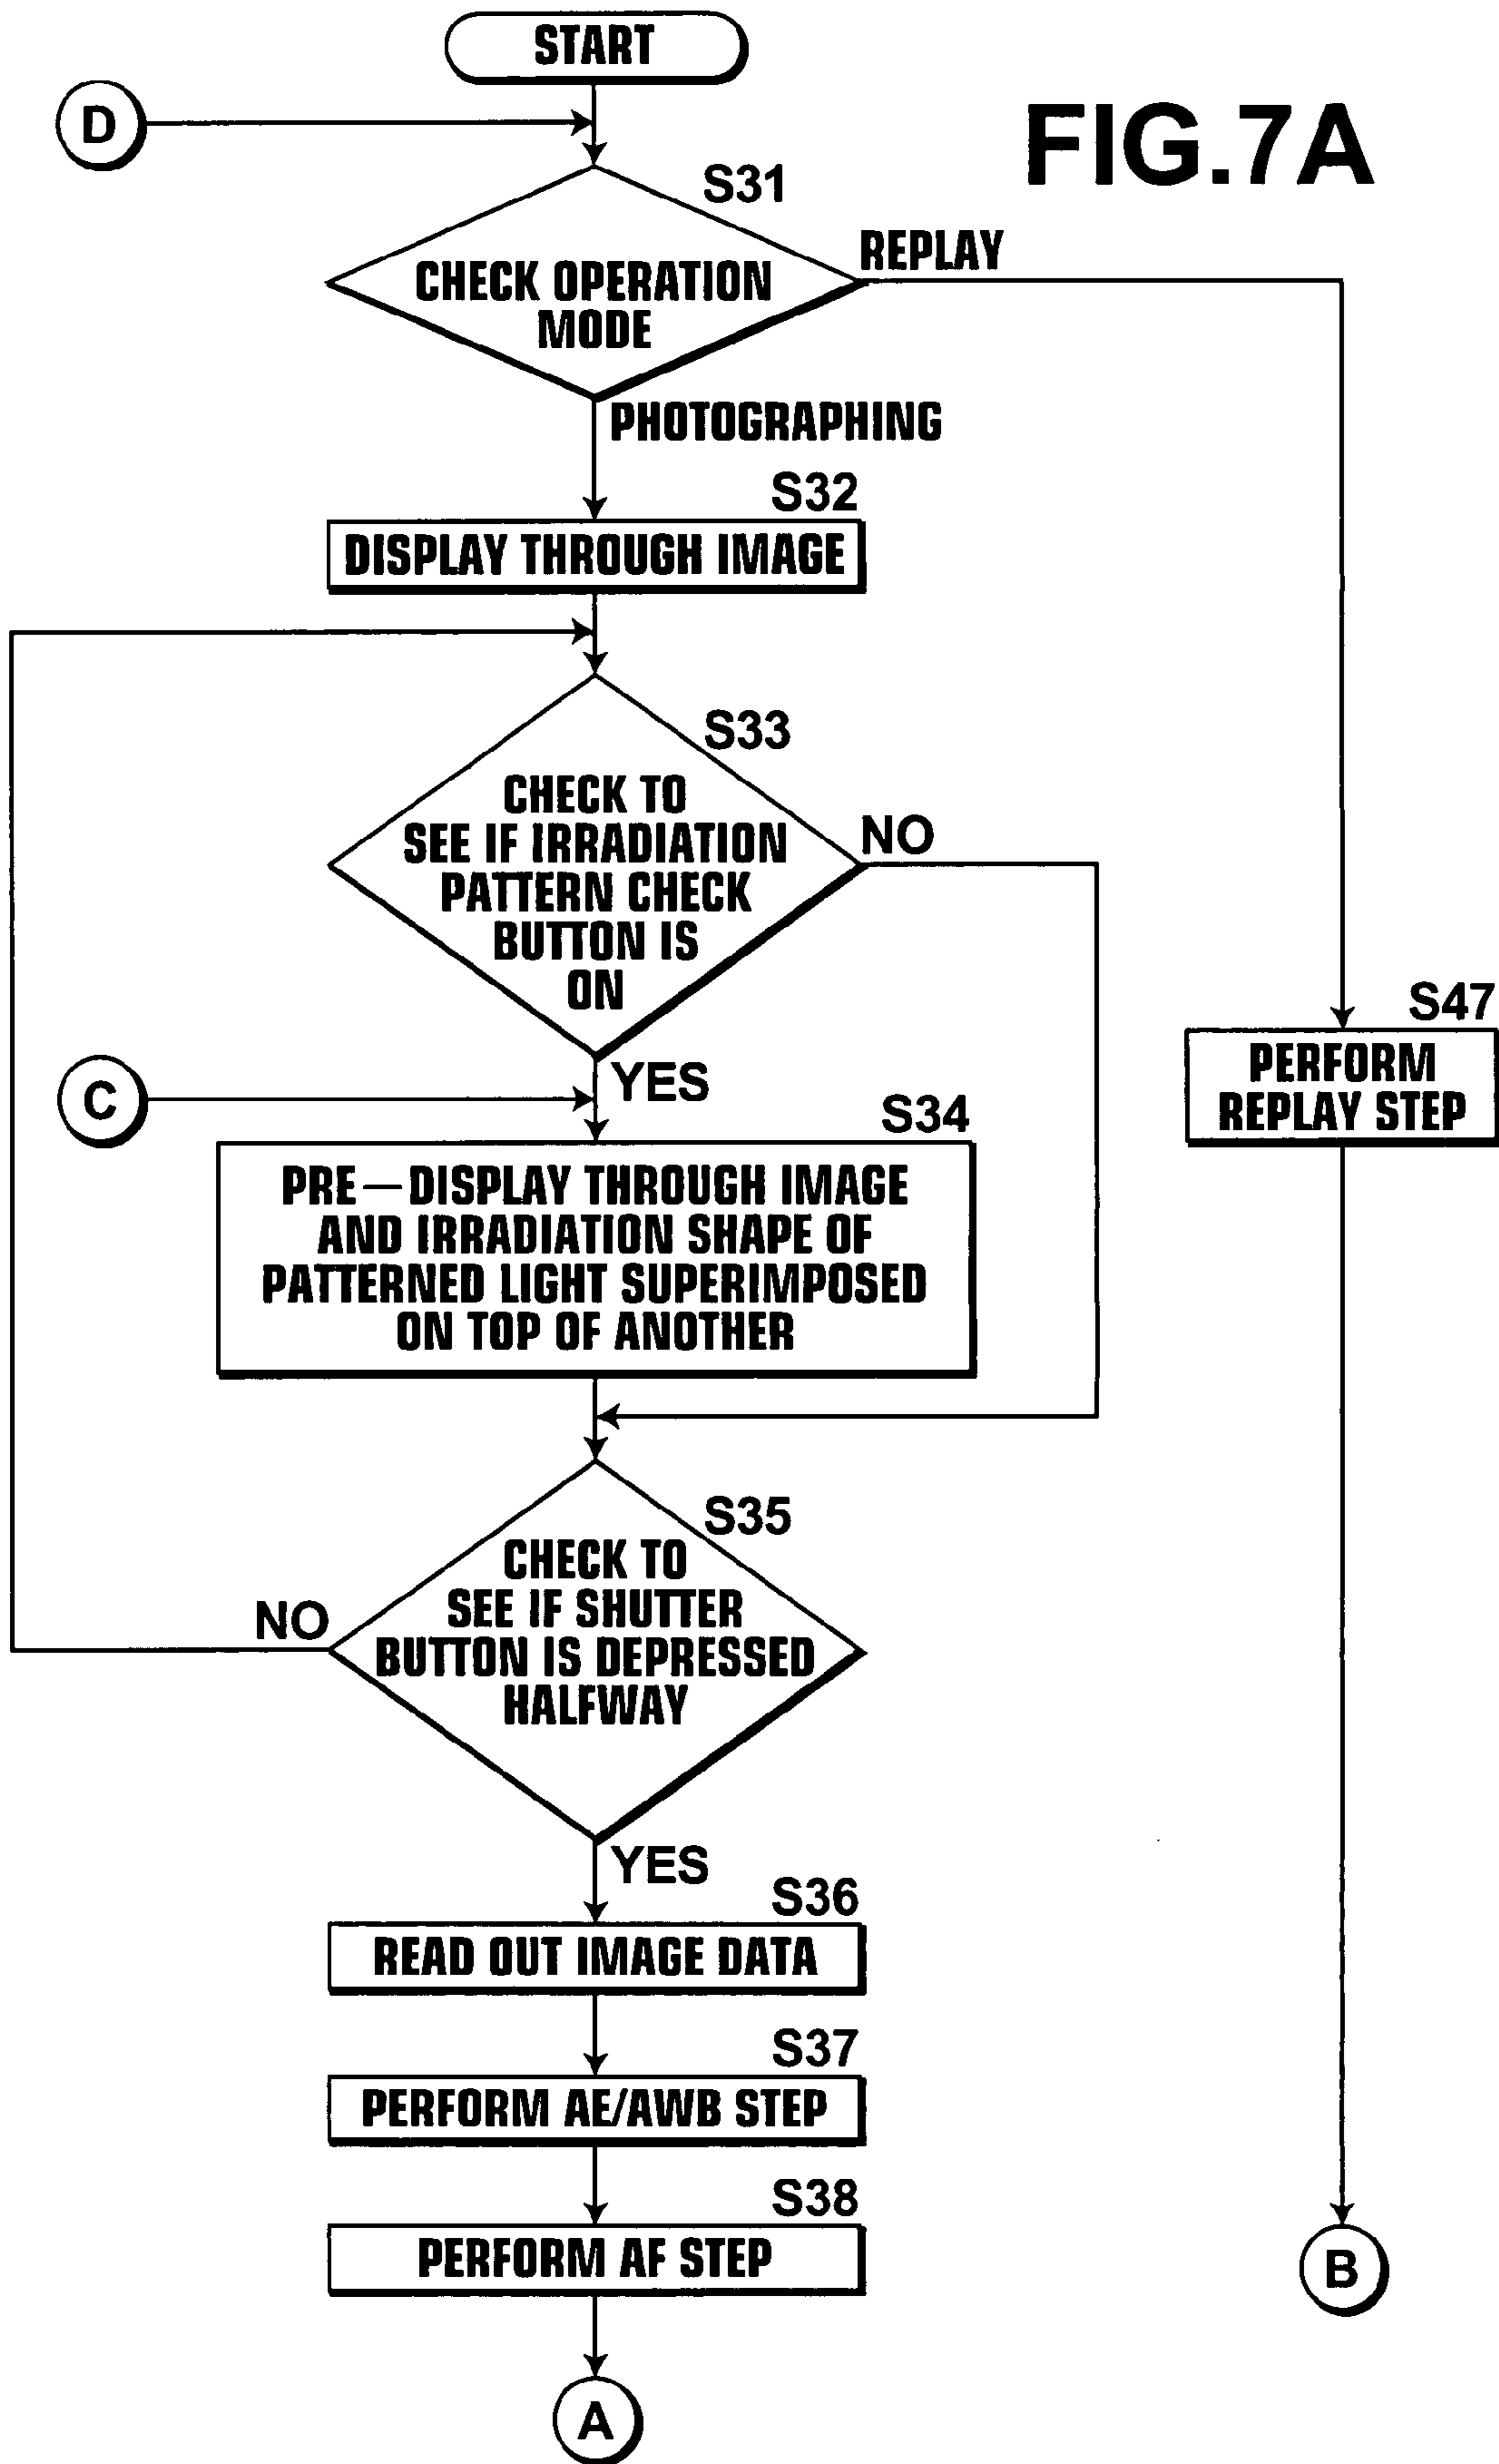 START
D
FIG.7A
S31
REPLAY
CHECK OPERATION
MODE
PHOTOGRAPHING
S32
DISPLAY THROUGH IMAGE
S33
CHECK TO
SEE IF IRRADIATION
PATTERN CHECK
BUTTON IS
ON
NO
YES
C
S34
PRE—DISPLAY THROUGH IMAGE
AND IRRADIATION SHAPE OF
PATTERNED LIGHT SUPERIMPOSED
ON TOP OF ANOTHER
S47
PERFORM
REPLAY STEP
S35
CHECK TO
SEE IF SHUTTER
BUTTON IS DEPRESSED
HALFWAY
NO
YES
S36
READ OUT IMAGE DATA
S37
PERFORM AE/AWB STEP
S38
PERFORM AF STEP
B
A